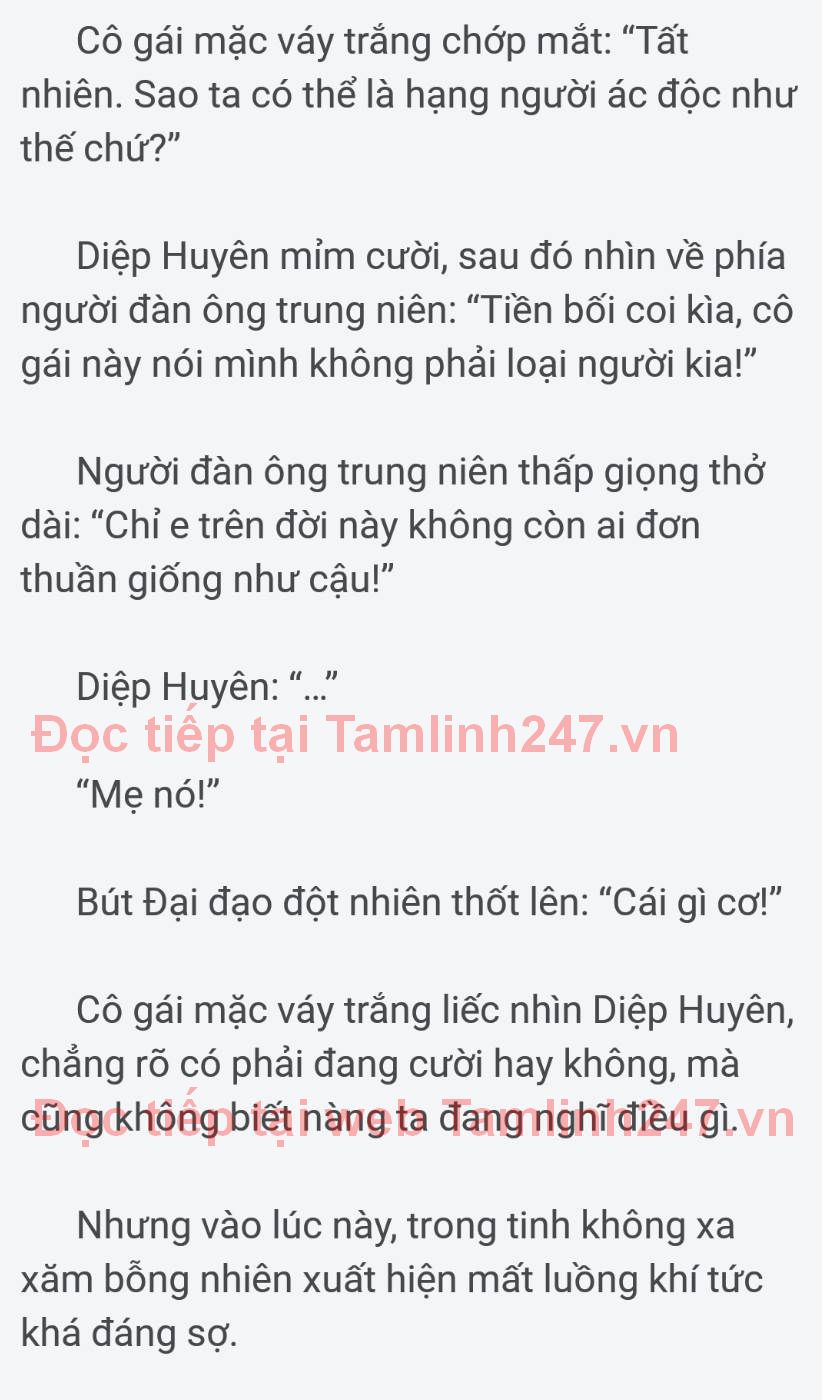 Cô gái mặc váy trắng chớp mắt: “Tất
nhiên. Sao ta có thể là hạng người ác độc như
thế chứ?”
Diệp Huyên mỉm cười, sau đó nhìn về phía
người đàn ông trung niên: “Tiền bối coi kìa, cô
gái này nói mình không phải loại người kia!”
Người đàn ông trung niên thấp giọng thở
dài: “Chỉ e trên đời này không còn ai đơn
thuần giống như cậu!”
Diệp Huyên: “...”
Đọc tiếp tại Tamlinh247.vn
“Mẹ nó!”
Bút Đại đạo đột nhiên thốt lên: “Cái gì cơ!”
Cô gái mặc váy trắng liếc nhìn Diệp Huyên,
chẳng rõ có phải đang cười hay không, mà
cũng không biết nàng ta đang nghĩ điều gì.
Đọc tiếp tại web Tamlinh247.vn
Nhưng vào lúc này, trong tinh không xa
xăm bỗng nhiên xuất hiện mất luồng khí tức
khá đáng sợ.